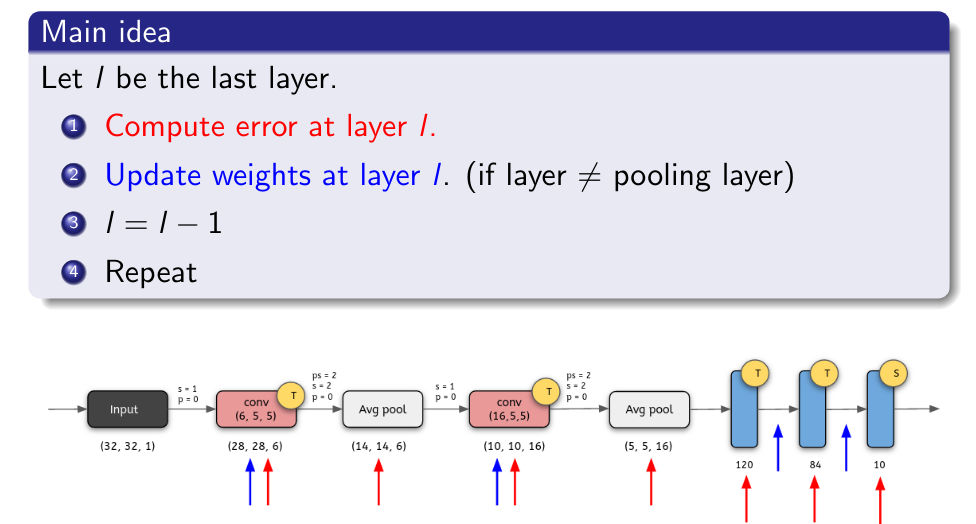 Main idea
Let l be the last layer.
1 Compute error at layer l.
2 Update weights at layer l. (if layer ≠ pooling layer)
3 l = l − 1
4 Repeat
Input
(32, 32, 1)
s = 1
p = 0
conv
(6, 5, 5)
T
(28, 28, 6)
ps = 2
s = 2
p = 0
Avg pool
(14, 14, 6)
s = 1
p = 0
conv
(16,5,5)
T
(10, 10, 16)
ps = 2
s = 2
p = 0
Avg pool
(5, 5, 16)
T
120
T
84
S
10